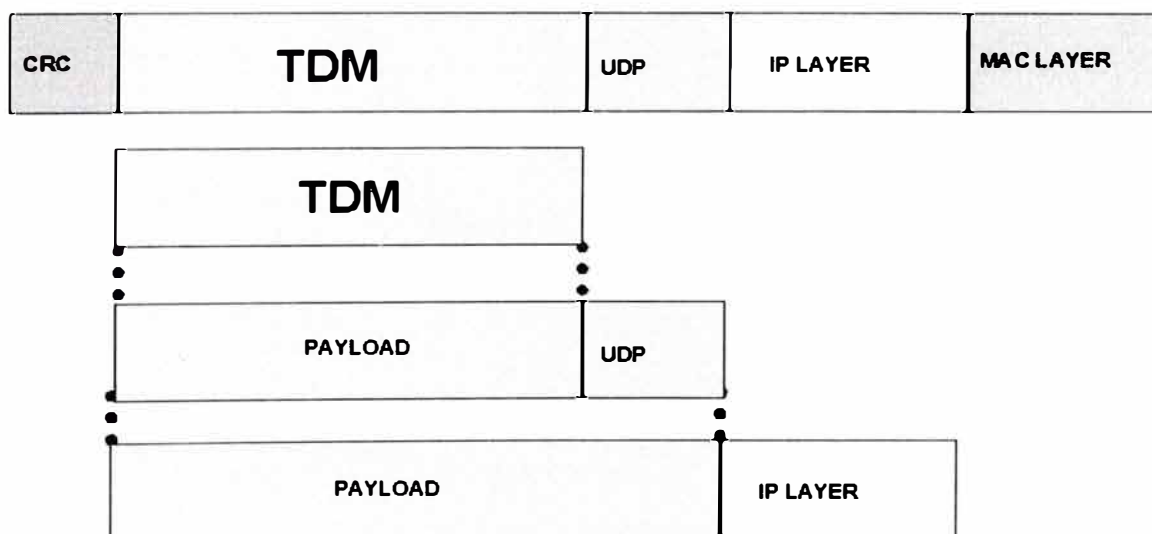 CRC TDM UDP IP LAYER MAC LAYER
TDM
PAYLOAD UDP
PAYLOAD IP LAYER